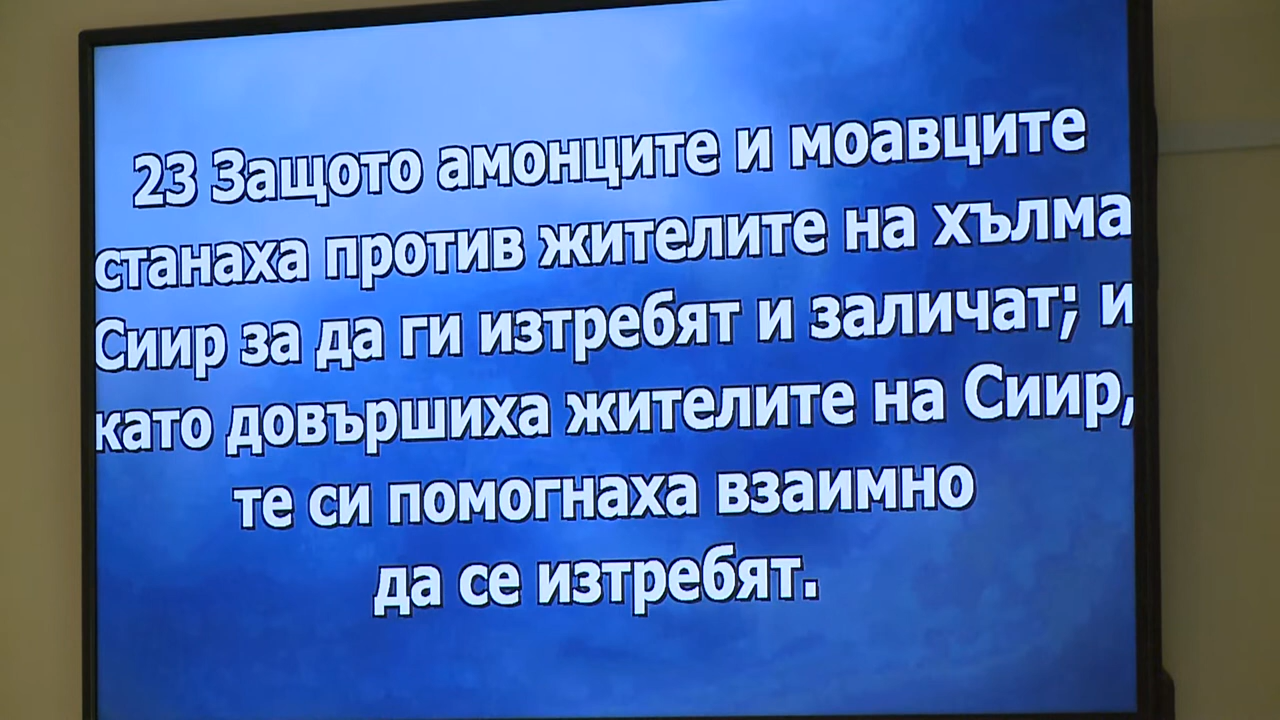 23 Защото амонците и моавците
станаха против жителите на хълма
Сиир за да ги изтребят и заличат; и
като довършиха жителите на Сиир,
те си помогнаха взаимно
да се изтребят.